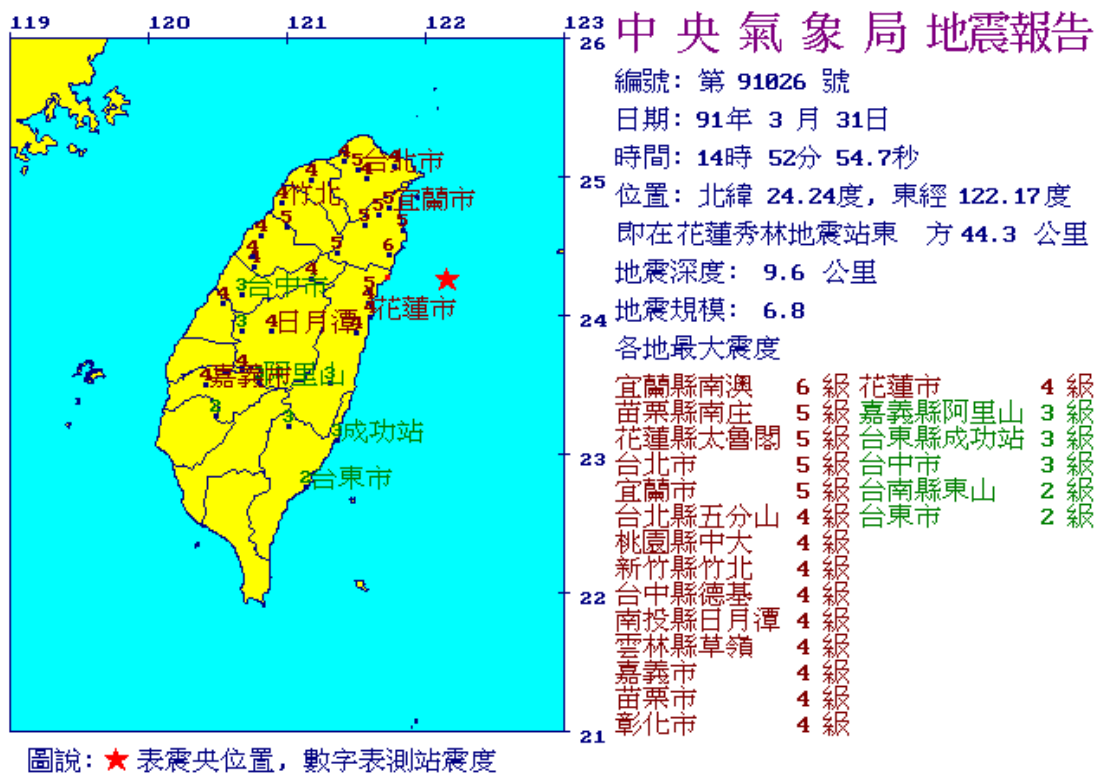 119 120 121 122 123
26
25
24
23
22
21
台北市
竹北
宜蘭市
台中市
花蓮市
日月潭
嘉義市
阿里山
成功站
台東市
圖說: ★ 表震央位置, 數字表測站震度
中央氣象局地震報告
編號: 第 91026 號
日期: 91年 3 月 31日
時間: 14時 52分 54.7秒
位置: 北緯 24.24度, 東經 122.17度
即在花蓮秀林地震站東 方 44.3 公里
地震深度: 9.6 公里
地震規模: 6.8
各地最大震度
宜蘭縣南澳 6 級 花蓮市 4 級
苗栗縣南庄 5 級 嘉義縣阿里山 3 級
花蓮縣太魯閣 5 級 台東縣成功站 3 級
台北市 5 級 台中市 3 級
宜蘭市 5 級 台南縣東山 2 級
台北縣五分山 4 級 台東市 2 級
桃園縣中大 4 級
新竹縣竹北 4 級
台中縣德基 4 級
南投縣日月潭 4 級
雲林縣草嶺 4 級
嘉義市 4 級
苗栗市 4 級
彰化市 4 級